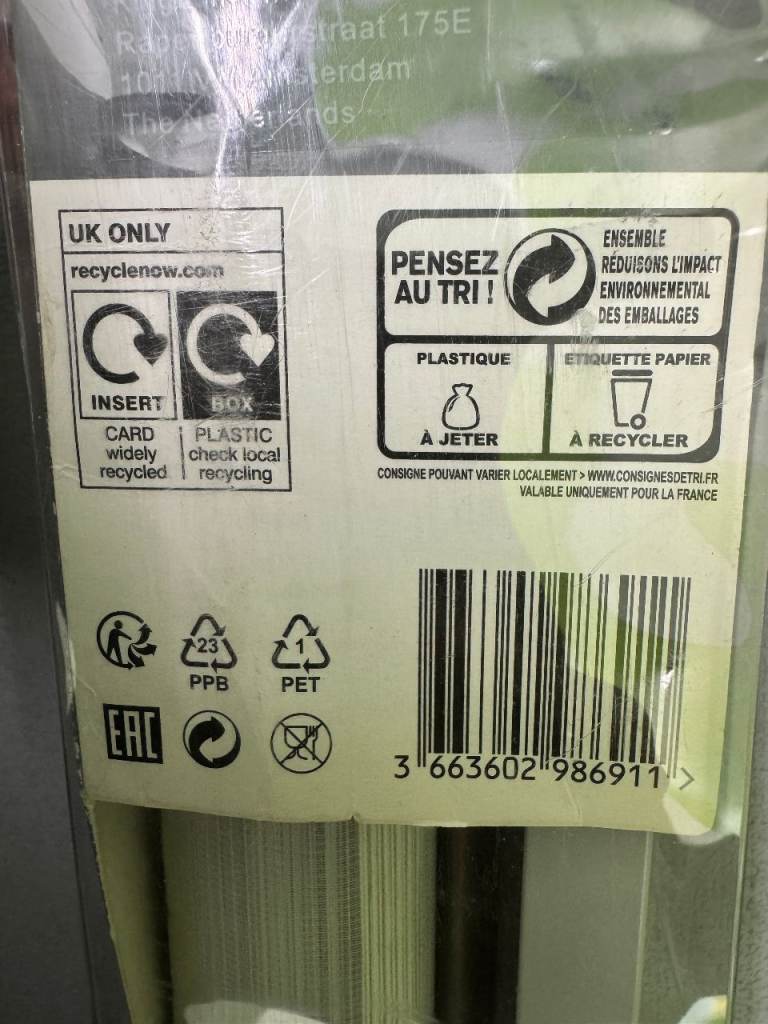 straat 175E
The Netherlands
UK ONLY
recyclenow.com
INSERT
BOX
CARD
widely
recycled
PLASTIC
check local
recycling
PENSEZ
AU TRI !
ENSEMBLE
RÉDUISONS L'IMPACT
ENVIRONNEMENTAL
DES EMBALLAGES
PLASTIQUE
À JETER
ETIQUETTE PAPIER
À RECYCLER
CONSIGNE POUVANT VARIER LOCALEMENT > WWW.CONSIGNESDETRI.FR
VALABLE UNIQUEMENT POUR LA FRANCE
23
PPB
1
PET
EAC
3 663602 986911 >